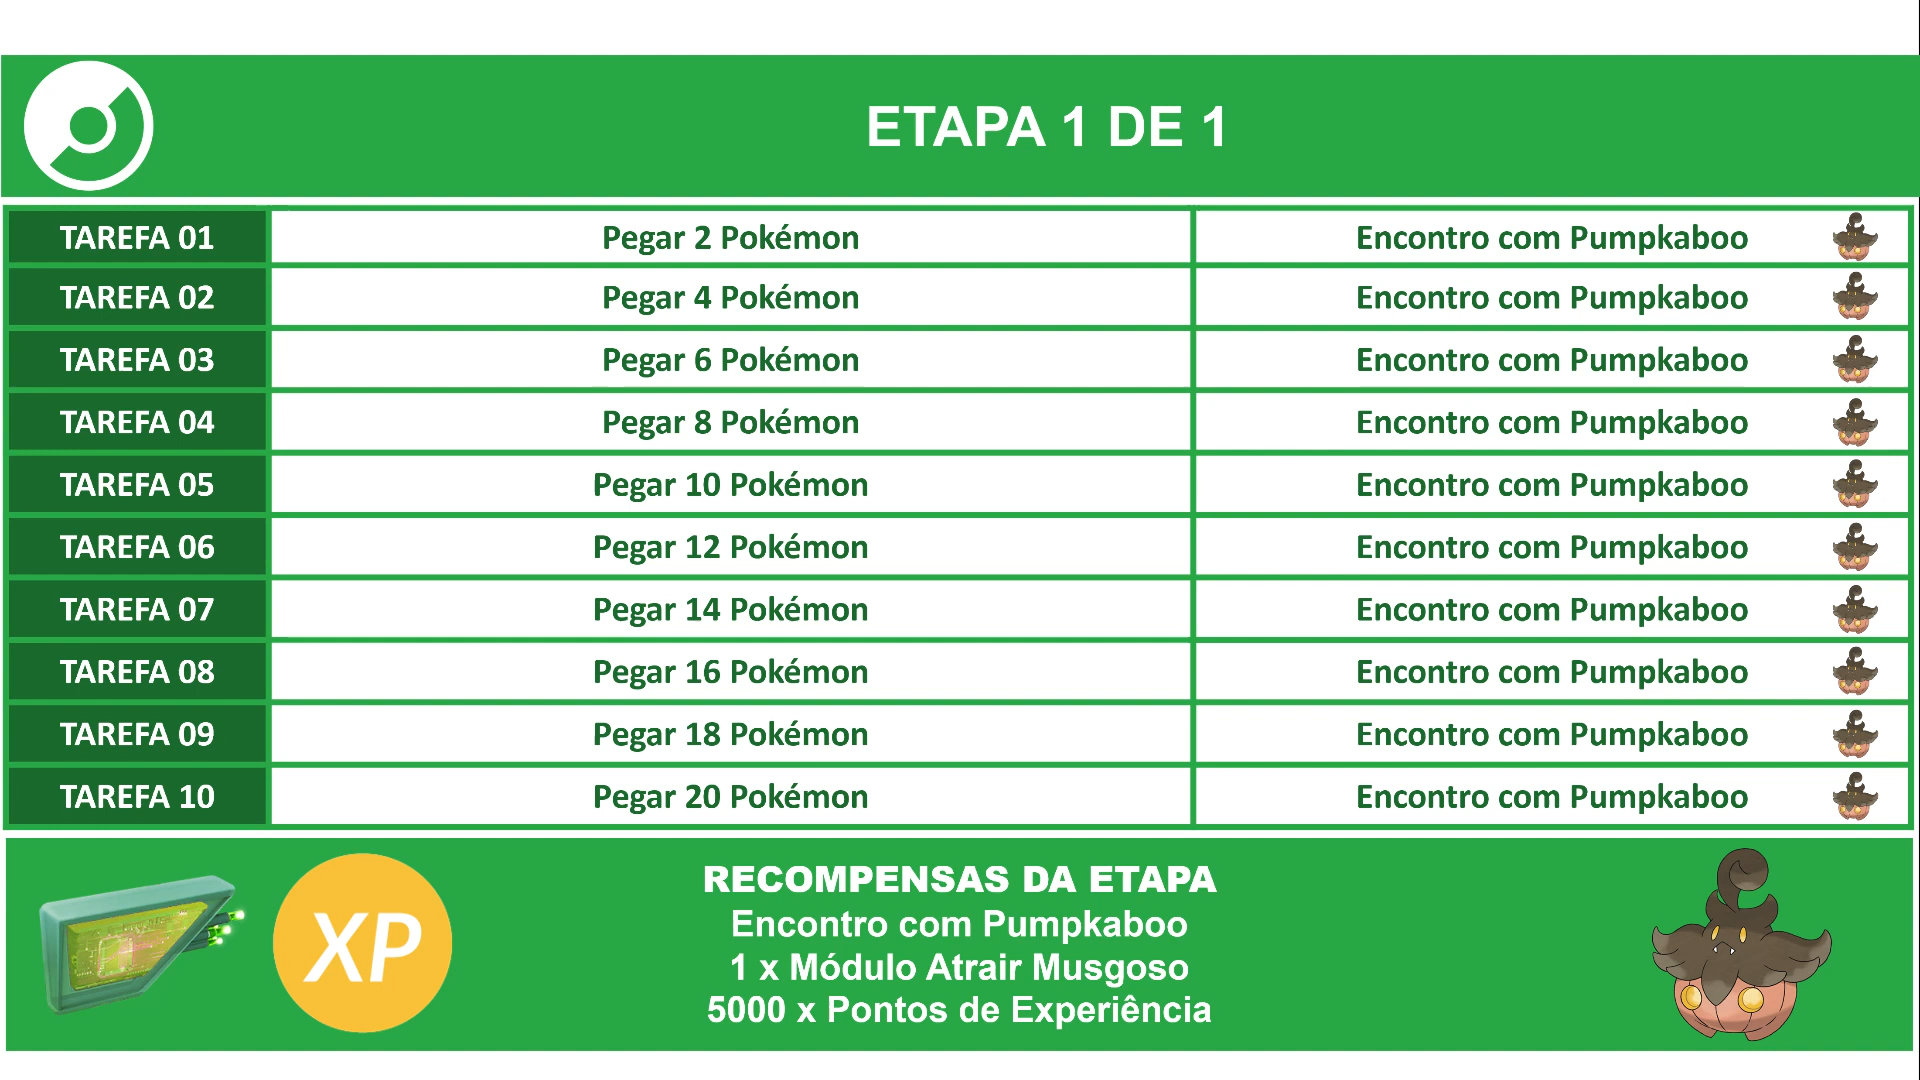 ETAPA 1 DE 1
TAREFA 01 Pegar 2 Pokémon Encontro com Pumpkaboo
TAREFA 02 Pegar 4 Pokémon Encontro com Pumpkaboo
TAREFA 03 Pegar 6 Pokémon Encontro com Pumpkaboo
TAREFA 04 Pegar 8 Pokémon Encontro com Pumpkaboo
TAREFA 05 Pegar 10 Pokémon Encontro com Pumpkaboo
TAREFA 06 Pegar 12 Pokémon Encontro com Pumpkaboo
TAREFA 07 Pegar 14 Pokémon Encontro com Pumpkaboo
TAREFA 08 Pegar 16 Pokémon Encontro com Pumpkaboo
TAREFA 09 Pegar 18 Pokémon Encontro com Pumpkaboo
TAREFA 10 Pegar 20 Pokémon Encontro com Pumpkaboo
XP
RECOMPENSAS DA ETAPA
Encontro com Pumpkaboo
1 x Módulo Atrair Musgoso
5000 x Pontos de Experiência